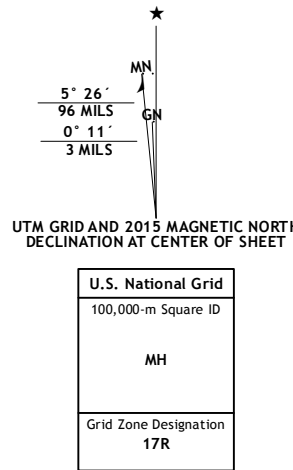 MN.
5° 26´
GN
96 MILS
0° 11´
3 MILS
UTM GRID AND 2015 MAGNETIC NORTH
DECLINATION AT CENTER OF SHEET
U.S. National Grid
100,000-m Square ID
MH
Grid Zone Designation
17R